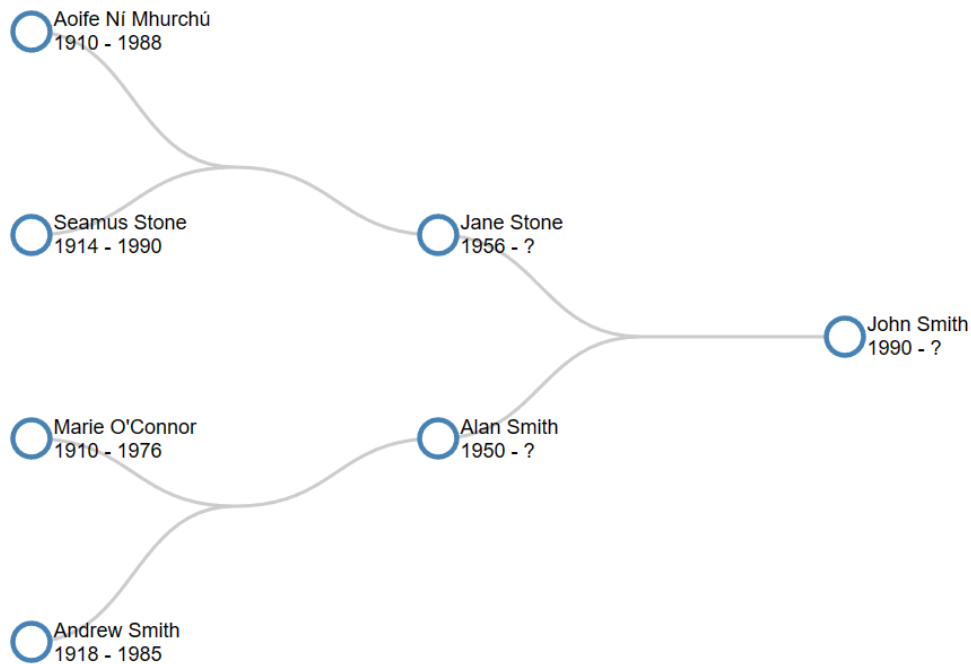 Aoife Ní Mhurchú
1910 - 1988
Seamus Stone
1914 - 1990
Jane Stone
1956 - ?
John Smith
1990 - ?
Marie O'Connor
1910 - 1976
Alan Smith
1950 - ?
Andrew Smith
1918 - 1985